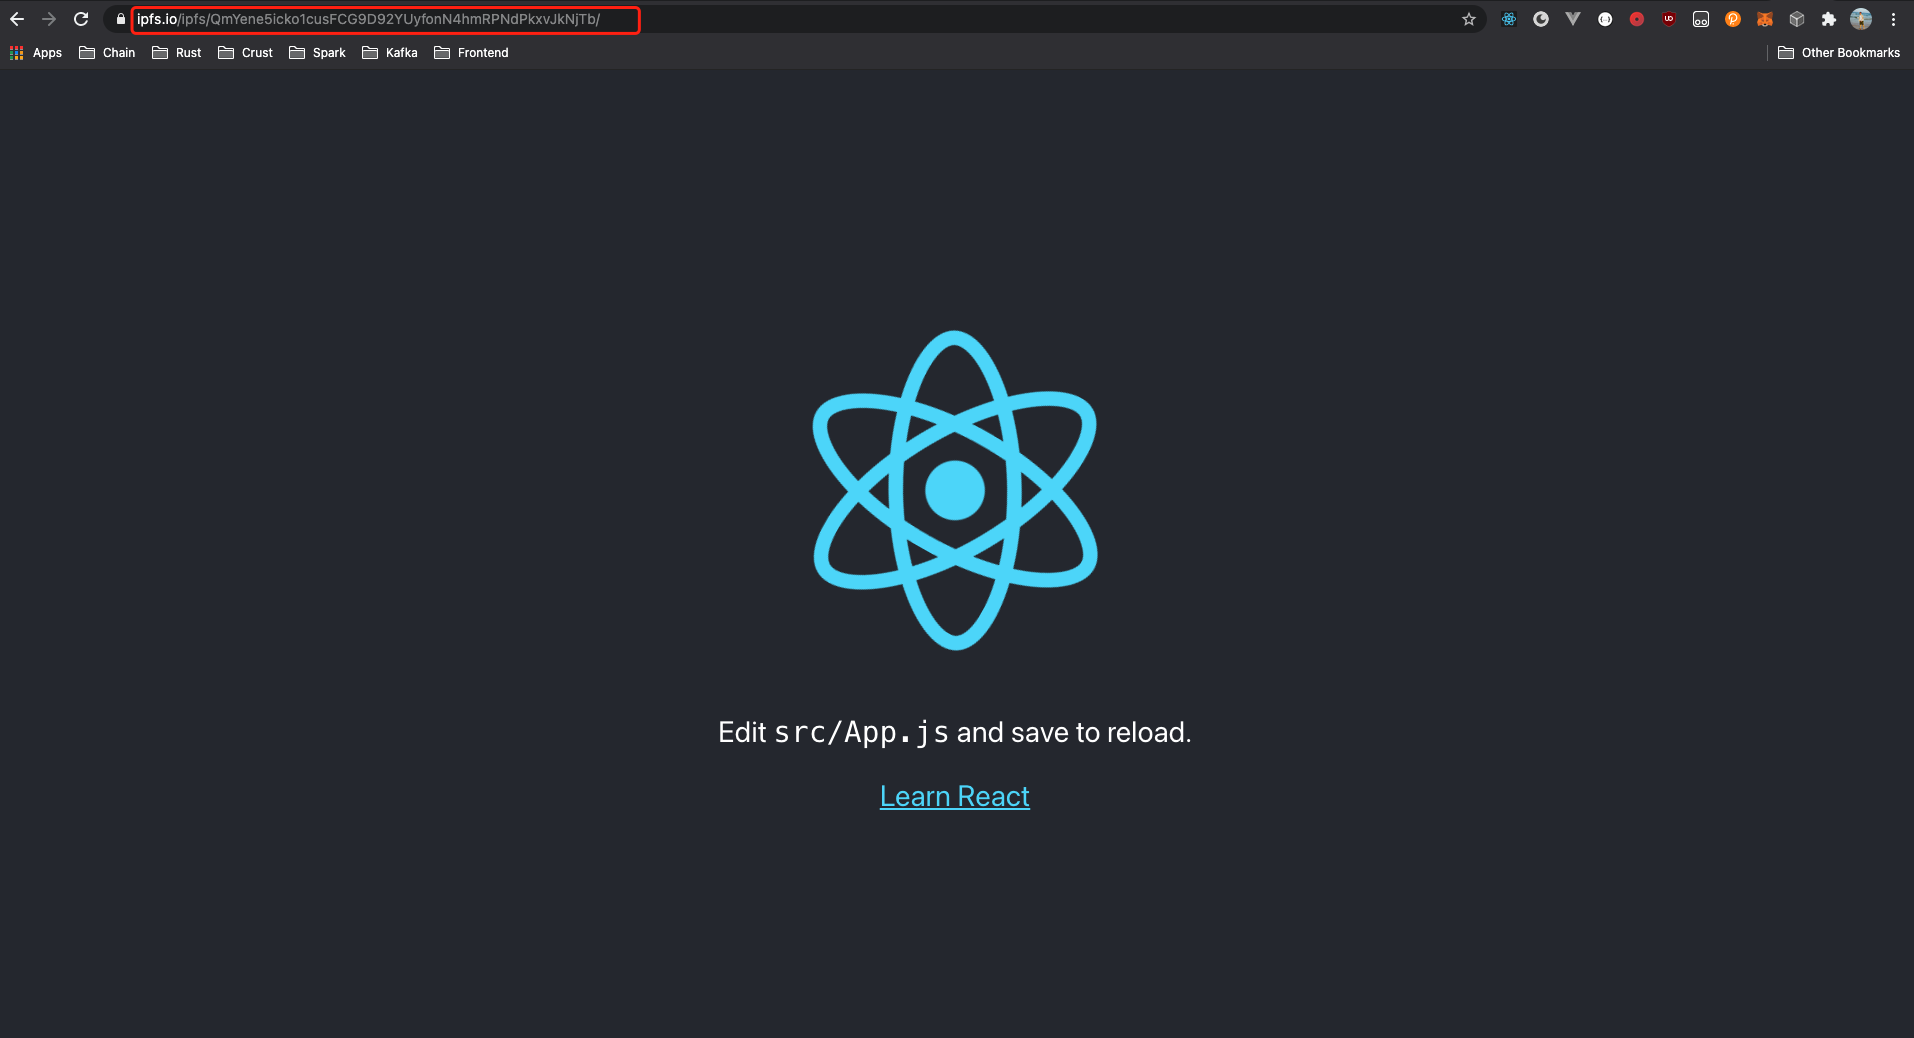 ipfs.io/ipfs/QmYene5icko1cusFCG9D92YUyfonN4hmRPNdPkxvJkNjTb/
Apps Chain Rust Crust Spark Kafka Frontend Other Bookmarks
Edit src/App.js and save to reload.
Learn React